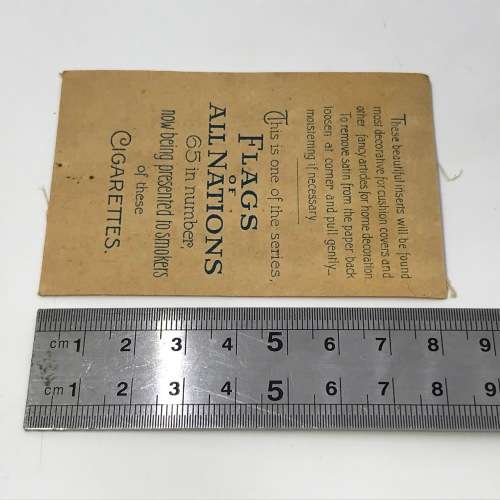 These beautiful inserts will be found
most decorative for cushion covers and
other fancy articles for home decoration
To remove satin from the paper back
loosen at corner and pull gently—
moistening if necessary
This is one of the series,
FLAGS
OF
ALL NATIONS
65 in number,
now being presented to smokers
of these
CIGARETTES.
cm 1 2 3 4 5 6 7 8 9
cm 1 2 3 4 5 6 7 8 9